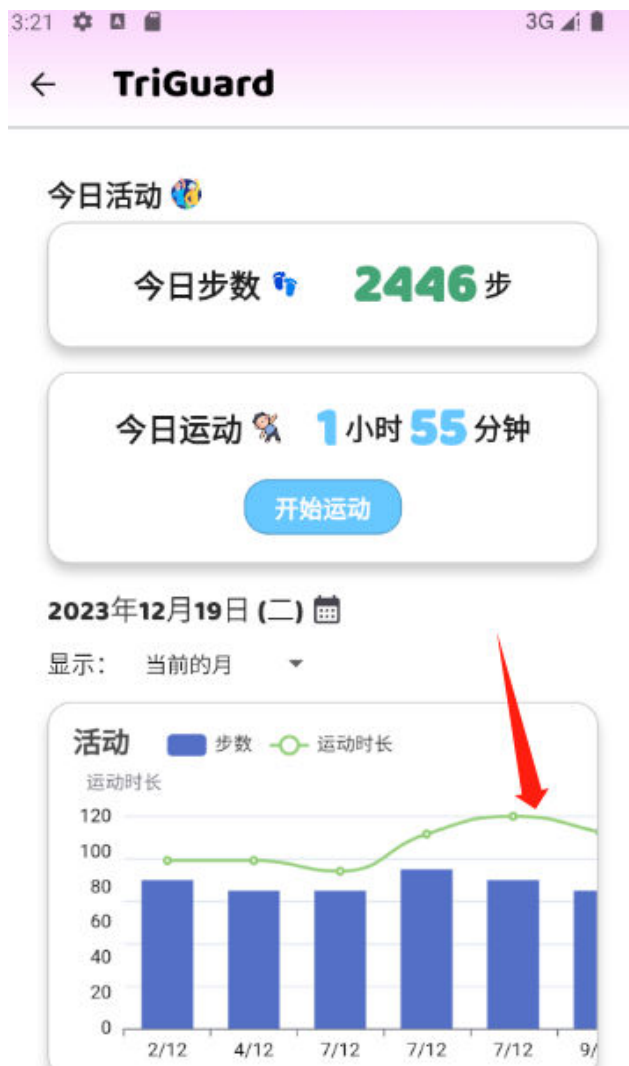 3:21 3G
TriGuard
今日活动
今日步数 2446 步
今日运动 1 小时 55 分钟
开始运动
2023年12月19日 (二)
显示: 当前的月
活动 步数 运动时长
运动时长
120
100
80
60
40
20
0
2/12 4/12 7/12 7/12 7/12 9/